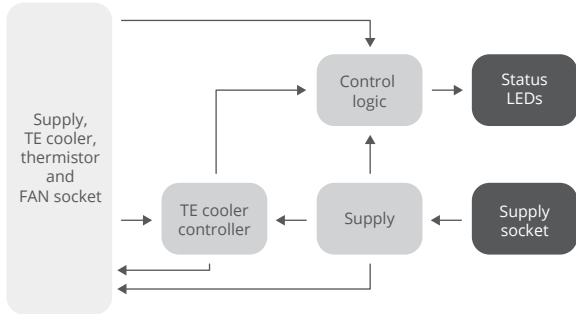 Supply,
TE cooler,
thermistor
and
FAN socket
Control
logic
Status
LEDs
TE cooler
controller
Supply
Supply
socket